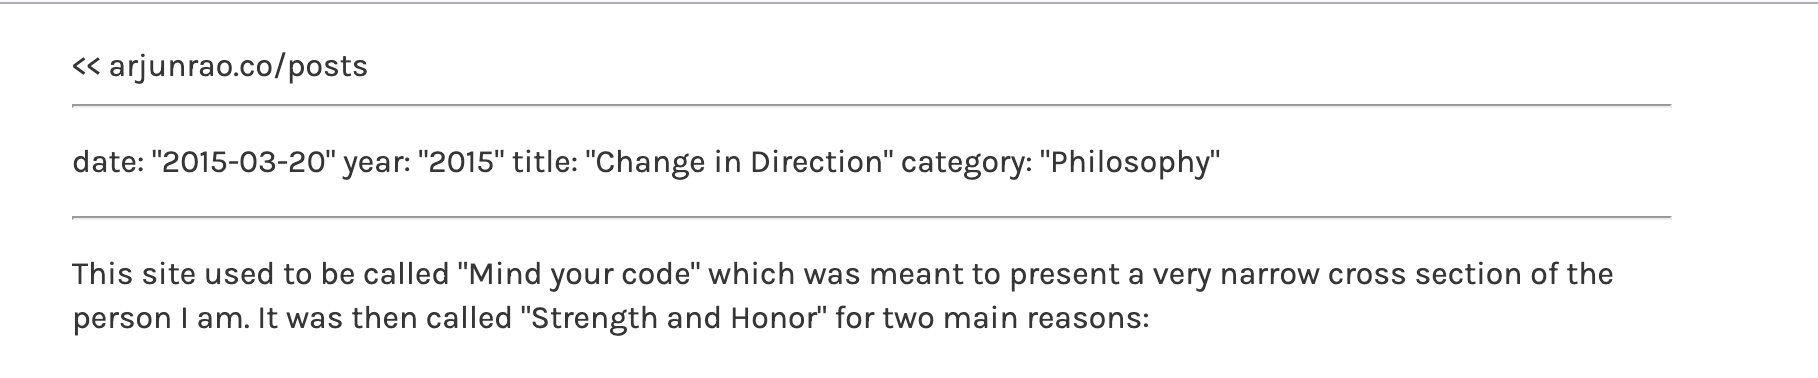 << arjunrao.co/posts
date: "2015-03-20" year: "2015" title: "Change in Direction" category: "Philosophy"
This site used to be called "Mind your code" which was meant to present a very narrow cross section of the
person I am. It was then called "Strength and Honor" for two main reasons: